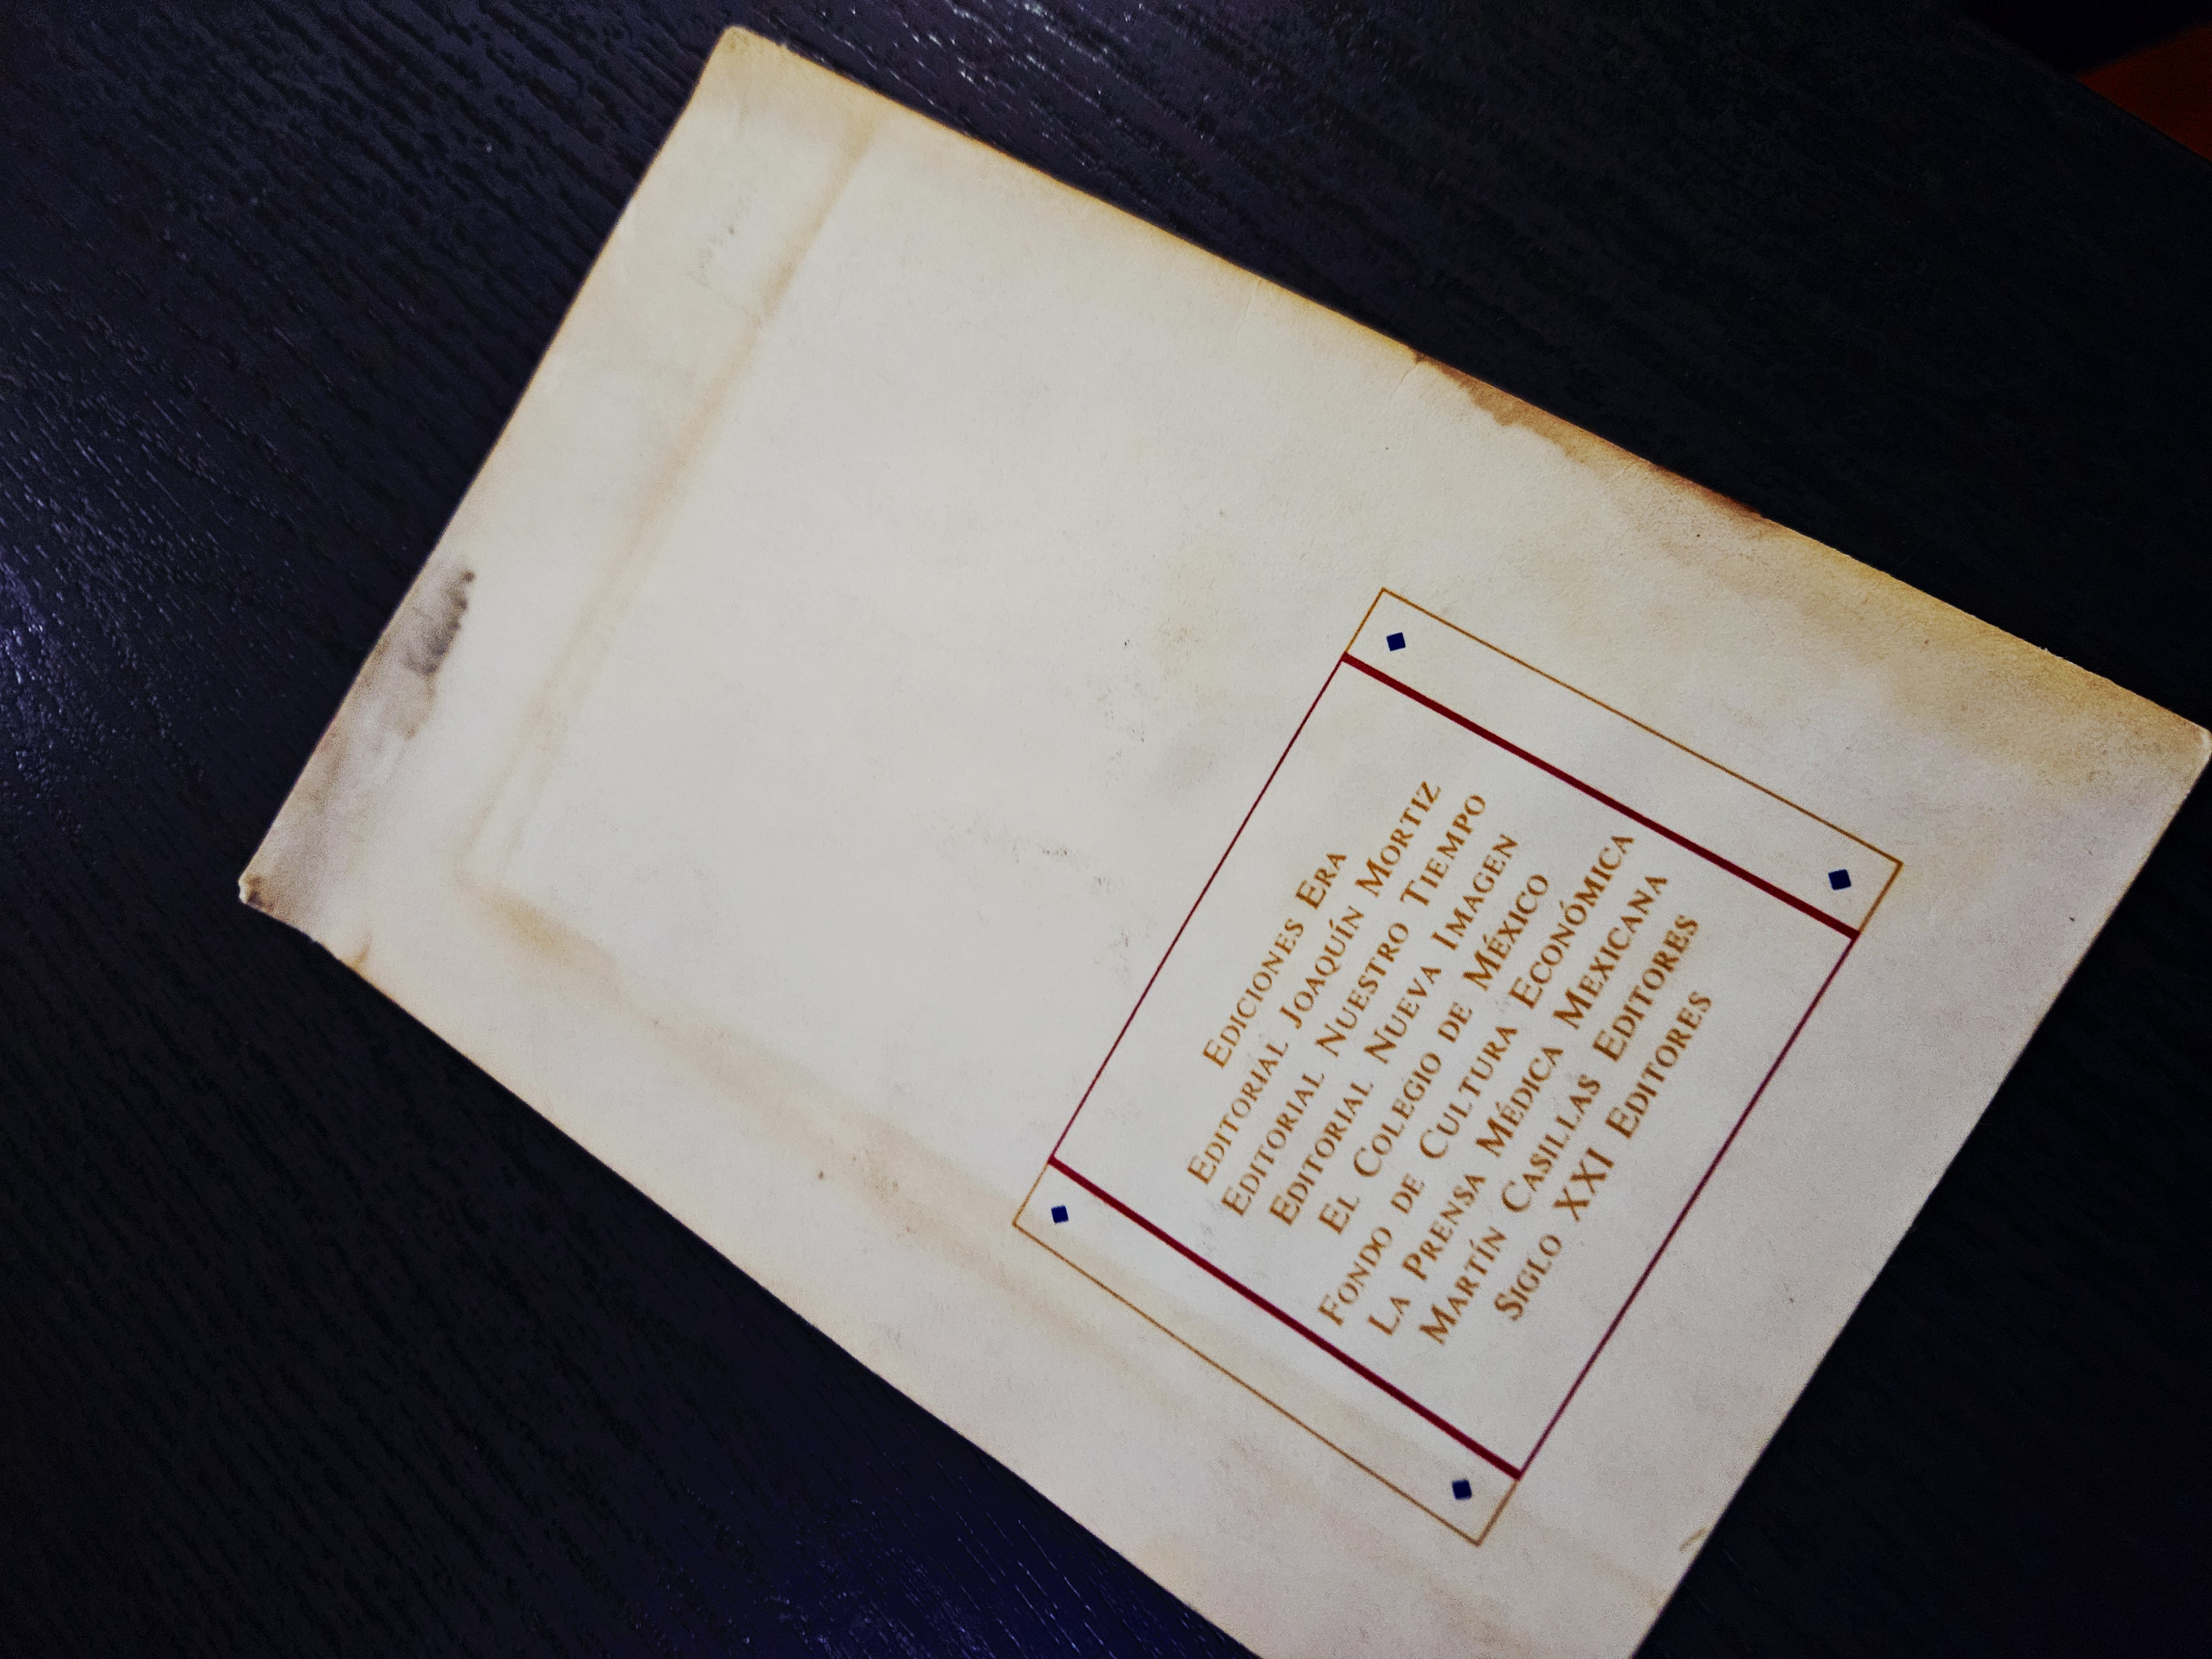 Ediciones Era
Editorial Joaquín Mortiz
Editorial Nuestro Tiempo
Editorial Nueva Imagen
El Colegio de México
Fondo de Cultura Económica
La Prensa Médica Mexicana
Martín Casillas Editores
Siglo XXI Editores